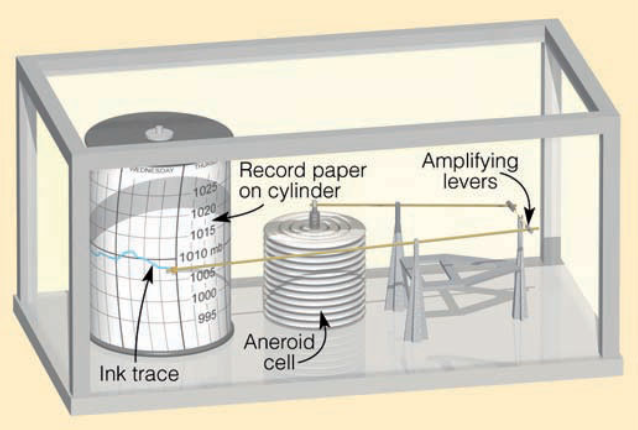 WEDNESDAY
1025
1020
1015
1010 mb
1005
1000
995
Record paper
on cylinder
Amplifying
levers
Aneroid
cell
Ink trace